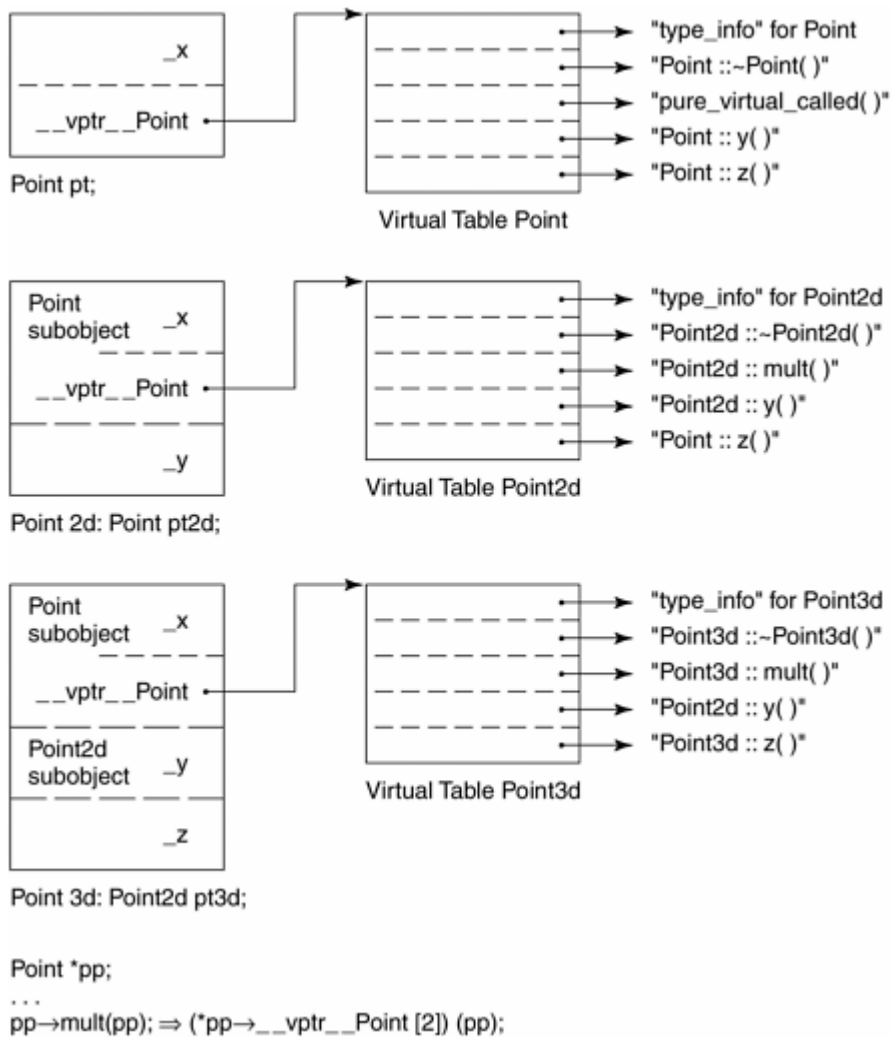 _x
__vptr__Point
Point pt;
"type_info" for Point
"Point ::~Point( )"
"pure_virtual_called( )"
"Point :: y( )"
"Point :: z( )"
Virtual Table Point
Point
subobject
_x
__vptr__Point
_y
Point 2d: Point pt2d;
"type_info" for Point2d
"Point2d ::~Point2d( )"
"Point2d :: mult( )"
"Point2d :: y( )"
"Point :: z( )"
Virtual Table Point2d
Point
subobject
_x
__vptr__Point
Point2d
subobject
_y
_z
Point 3d: Point2d pt3d;
"type_info" for Point3d
"Point3d ::~Point3d( )"
"Point3d :: mult( )"
"Point2d :: y( )"
"Point3d :: z( )"
Virtual Table Point3d
Point *pp;
. . .
pp→mult(pp); ⇒ (*pp→__vptr__Point [2]) (pp);